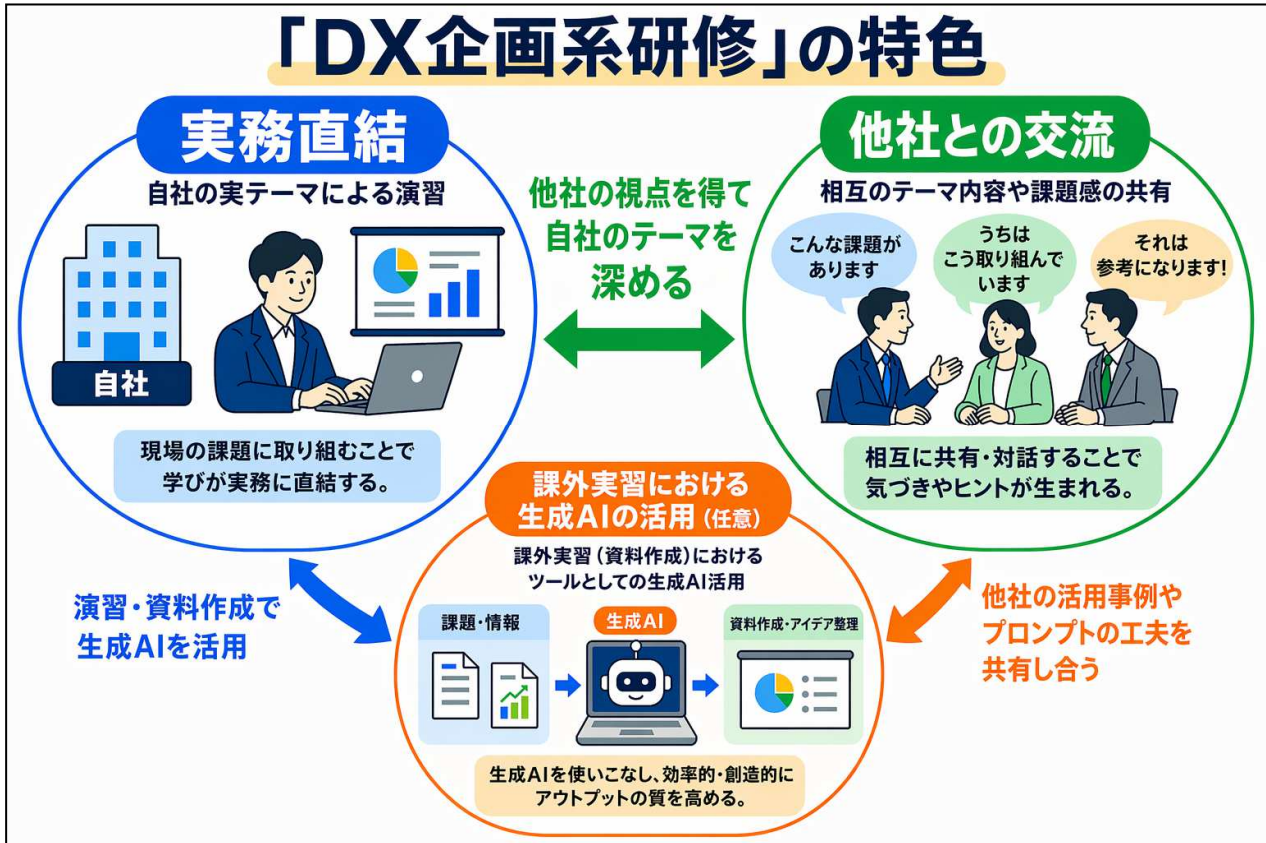 「DX企画系研修」の特色
実務直結
自社の実テーマによる演習
自社
現場の課題に取り組むことで
学びが実務に直結する。
他社の視点を得て
自社のテーマを
深める
他社との交流
相互のテーマ内容や課題感の共有
こんな課題が
あります
うちは
こう取り組んで
います
それは
参考になります!
相互に共有・対話することで
気づきやヒントが生まれる。
演習・資料作成で
生成AIを活用
課外実習における
生成AIの活用(任意)
課外実習(資料作成)における
ツールとしての生成AI活用
課題・情報
生成AI
資料作成・アイデア整理
生成AIを使いこなし、効率的・創造的に
アウトプットの質を高める。
他社の活用事例や
プロンプトの工夫を
共有し合う